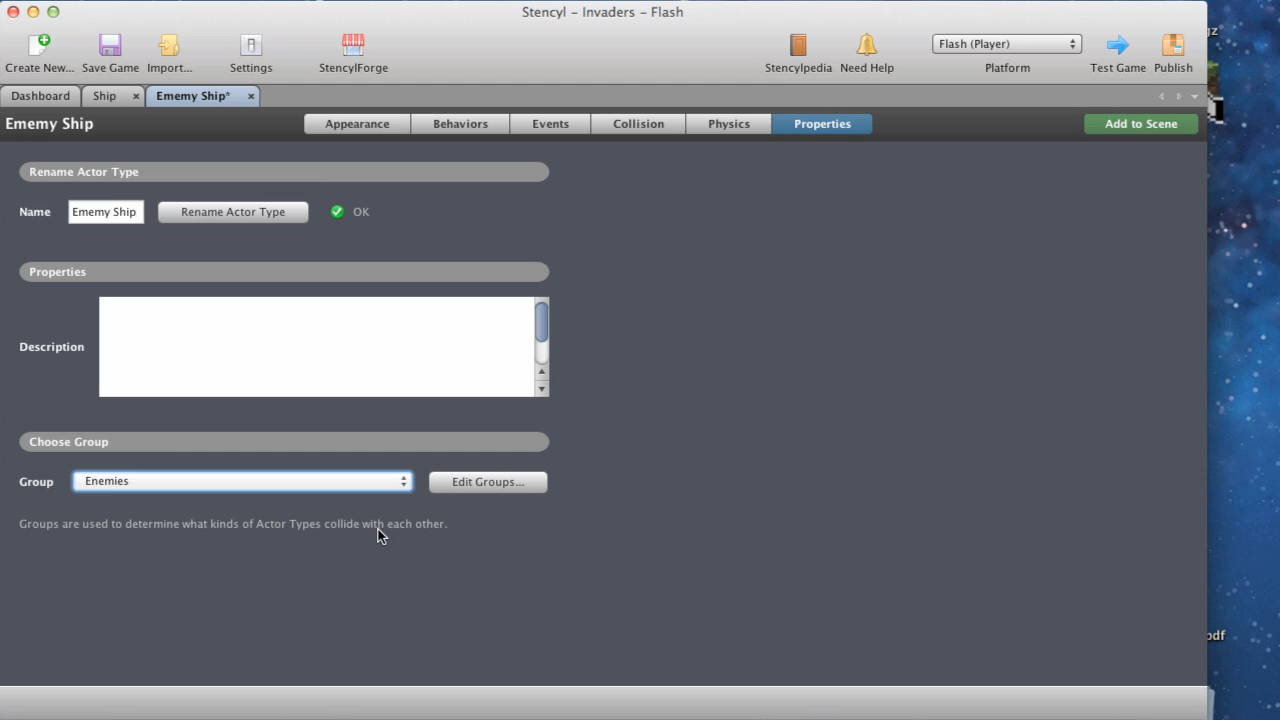 Stencyl – Invaders – Flash
Create New... Save Game Import... Settings StencylForge Stencylpedia Need Help Flash (Player) Platform Test Game Publish
Dashboard Ship Ememy Ship*
Ememy Ship Appearance Behaviors Events Collision Physics Properties Add to Scene
Rename Actor Type
Name Ememy Ship Rename Actor Type OK
Properties
Description
Choose Group
Group Enemies Edit Groups...
Groups are used to determine what kinds of Actor Types collide with each other.